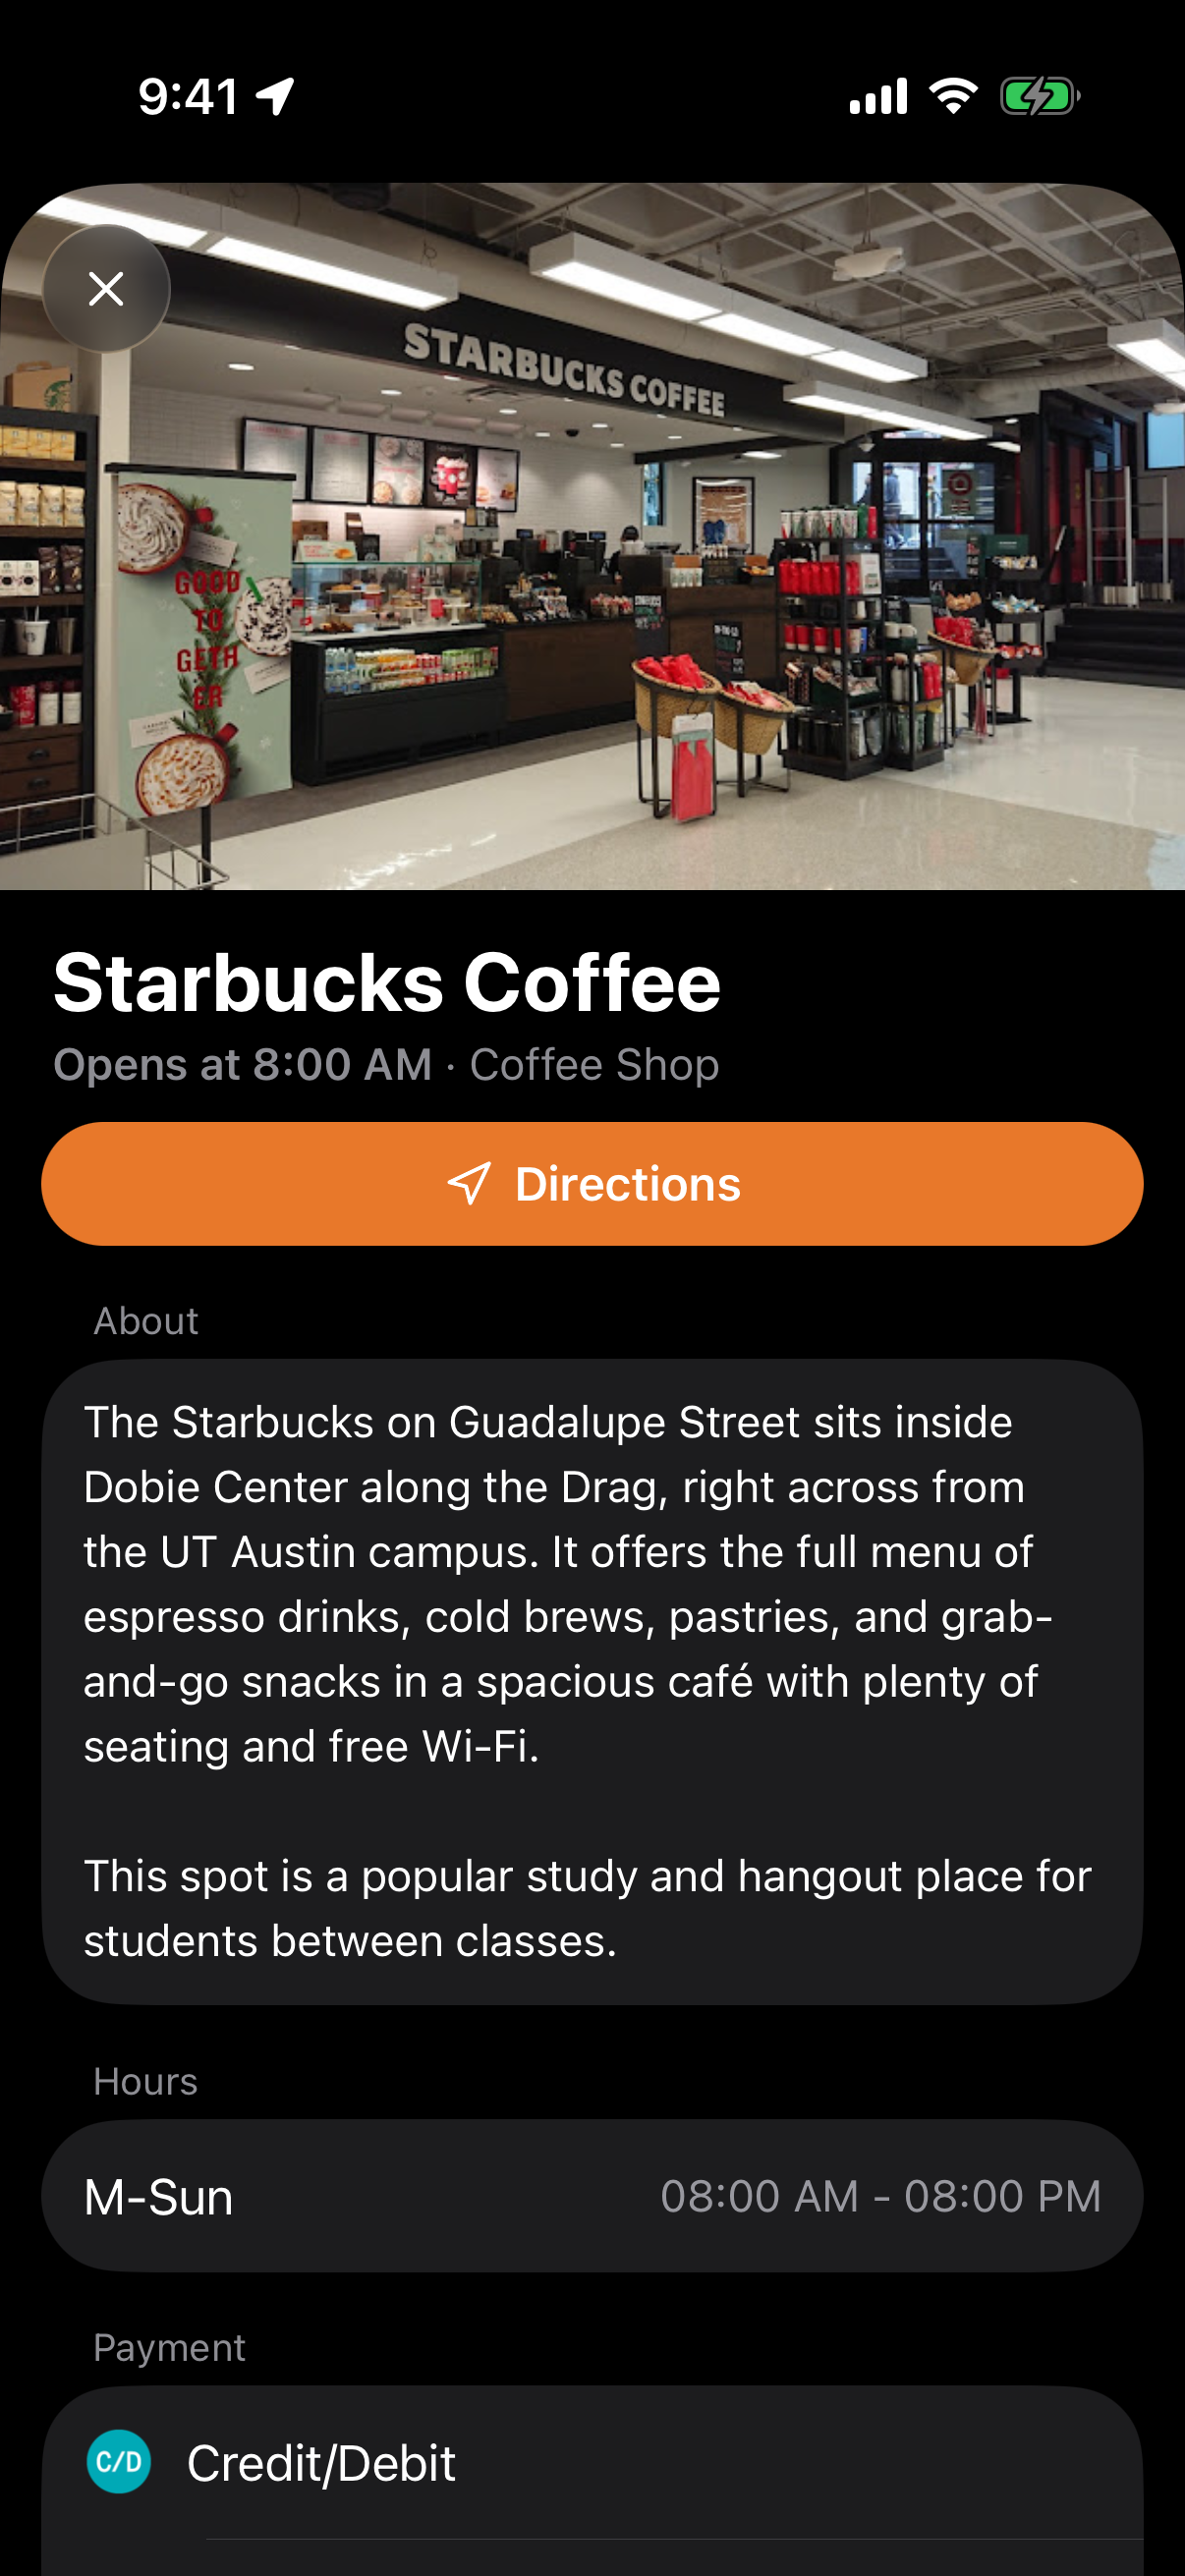 9:41
STARBUCKS COFFEE
GOOD
TO
GETH
ER
Starbucks Coffee
Opens at 8:00 AM · Coffee Shop
Directions
About
The Starbucks on Guadalupe Street sits inside
Dobie Center along the Drag, right across from
the UT Austin campus. It offers the full menu of
espresso drinks, cold brews, pastries, and grab-
and-go snacks in a spacious café with plenty of
seating and free Wi-Fi.
This spot is a popular study and hangout place for
students between classes.
Hours
M-Sun
08:00 AM - 08:00 PM
Payment
C/D
Credit/Debit